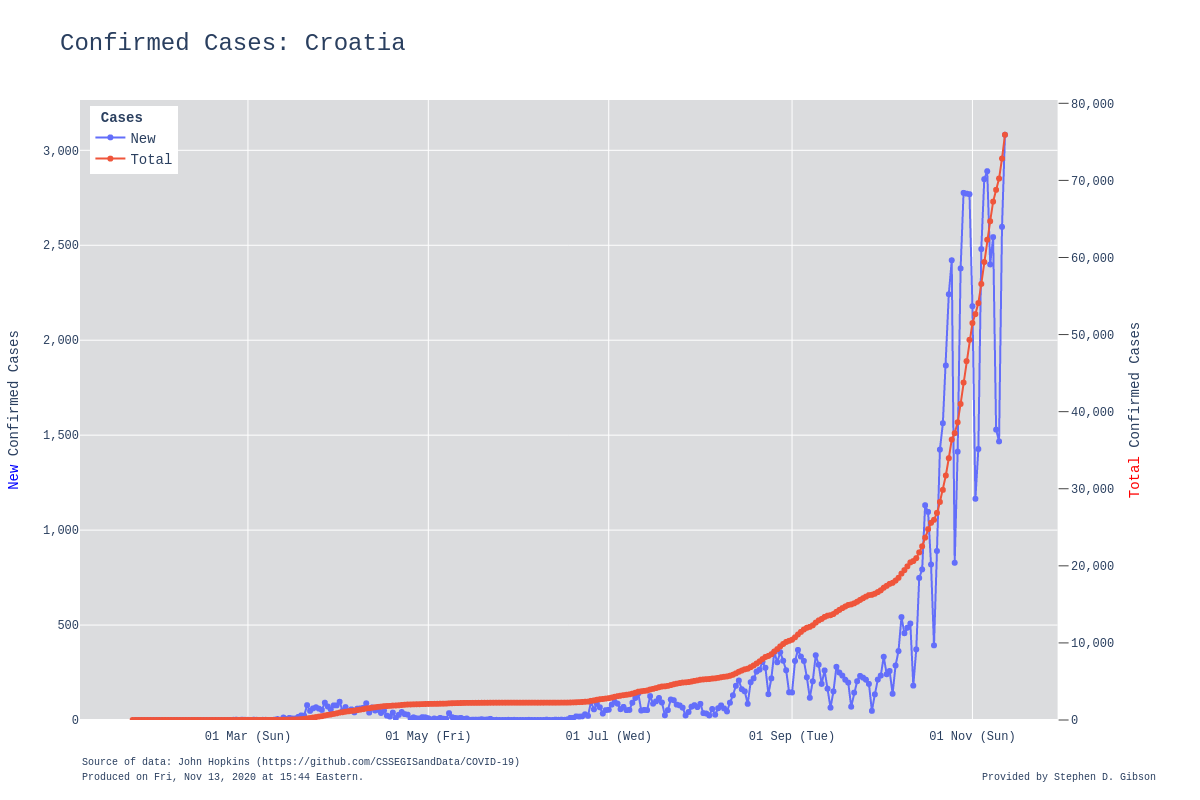 Confirmed Cases: Croatia
Cases
New
Total
3,000
2,500
2,000
1,500
1,000
500
0
New Confirmed Cases
80,000
70,000
60,000
50,000
40,000
30,000
20,000
10,000
0
Total Confirmed Cases
01 Mar (Sun) 01 May (Fri) 01 Jul (Wed) 01 Sep (Tue) 01 Nov (Sun)
Source of data: John Hopkins (https://github.com/CSSEGISandData/COVID-19)
Produced on Fri, Nov 13, 2020 at 15:44 Eastern.
Provided by Stephen D. Gibson